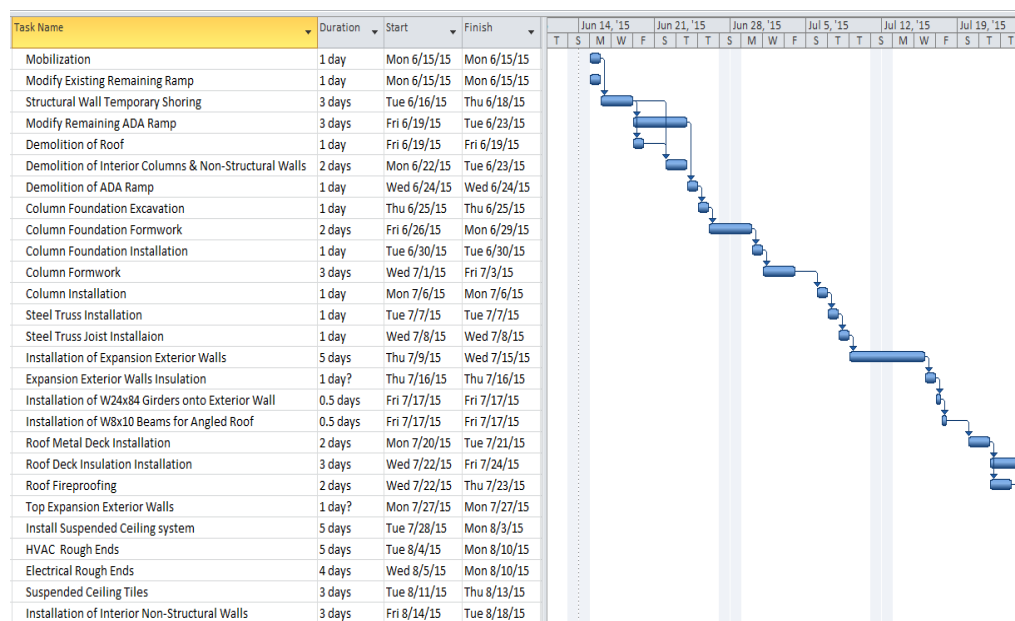 Task Name Duration Start Finish Jun 14, '15 Jun 21, '15 Jun 28, '15 Jul 5, '15 Jul 12, '15 Jul 19, '15
T S M W F S T T S M W F S T T S M W F S T T
Mobilization 1 day Mon 6/15/15 Mon 6/15/15
Modify Existing Remaining Ramp 1 day Mon 6/15/15 Mon 6/15/15
Structural Wall Temporary Shoring 3 days Tue 6/16/15 Thu 6/18/15
Modify Remaining ADA Ramp 3 days Fri 6/19/15 Tue 6/23/15
Demolition of Roof 1 day Fri 6/19/15 Fri 6/19/15
Demolition of Interior Columns & Non-Structural Walls 2 days Mon 6/22/15 Tue 6/23/15
Demolition of ADA Ramp 1 day Wed 6/24/15 Wed 6/24/15
Column Foundation Excavation 1 day Thu 6/25/15 Thu 6/25/15
Column Foundation Formwork 2 days Fri 6/26/15 Mon 6/29/15
Column Foundation Installation 1 day Tue 6/30/15 Tue 6/30/15
Column Formwork 3 days Wed 7/1/15 Fri 7/3/15
Column Installation 1 day Mon 7/6/15 Mon 7/6/15
Steel Truss Installation 1 day Tue 7/7/15 Tue 7/7/15
Steel Truss Joist Installaion 1 day Wed 7/8/15 Wed 7/8/15
Installation of Expansion Exterior Walls 5 days Thu 7/9/15 Wed 7/15/15
Expansion Exterior Walls Insulation 1 day? Thu 7/16/15 Thu 7/16/15
Installation of W24x84 Girders onto Exterior Wall 0.5 days Fri 7/17/15 Fri 7/17/15
Installation of W8x10 Beams for Angled Roof 0.5 days Fri 7/17/15 Fri 7/17/15
Roof Metal Deck Installation 2 days Mon 7/20/15 Tue 7/21/15
Roof Deck Insulation Installation 3 days Wed 7/22/15 Fri 7/24/15
Roof Fireproofing 2 days Wed 7/22/15 Thu 7/23/15
Top Expansion Exterior Walls 1 day? Mon 7/27/15 Mon 7/27/15
Install Suspended Ceiling system 5 days Tue 7/28/15 Mon 8/3/15
HVAC Rough Ends 5 days Tue 8/4/15 Mon 8/10/15
Electrical Rough Ends 4 days Wed 8/5/15 Mon 8/10/15
Suspended Ceiling Tiles 3 days Tue 8/11/15 Thu 8/13/15
Installation of Interior Non-Structural Walls 3 days Fri 8/14/15 Tue 8/18/15